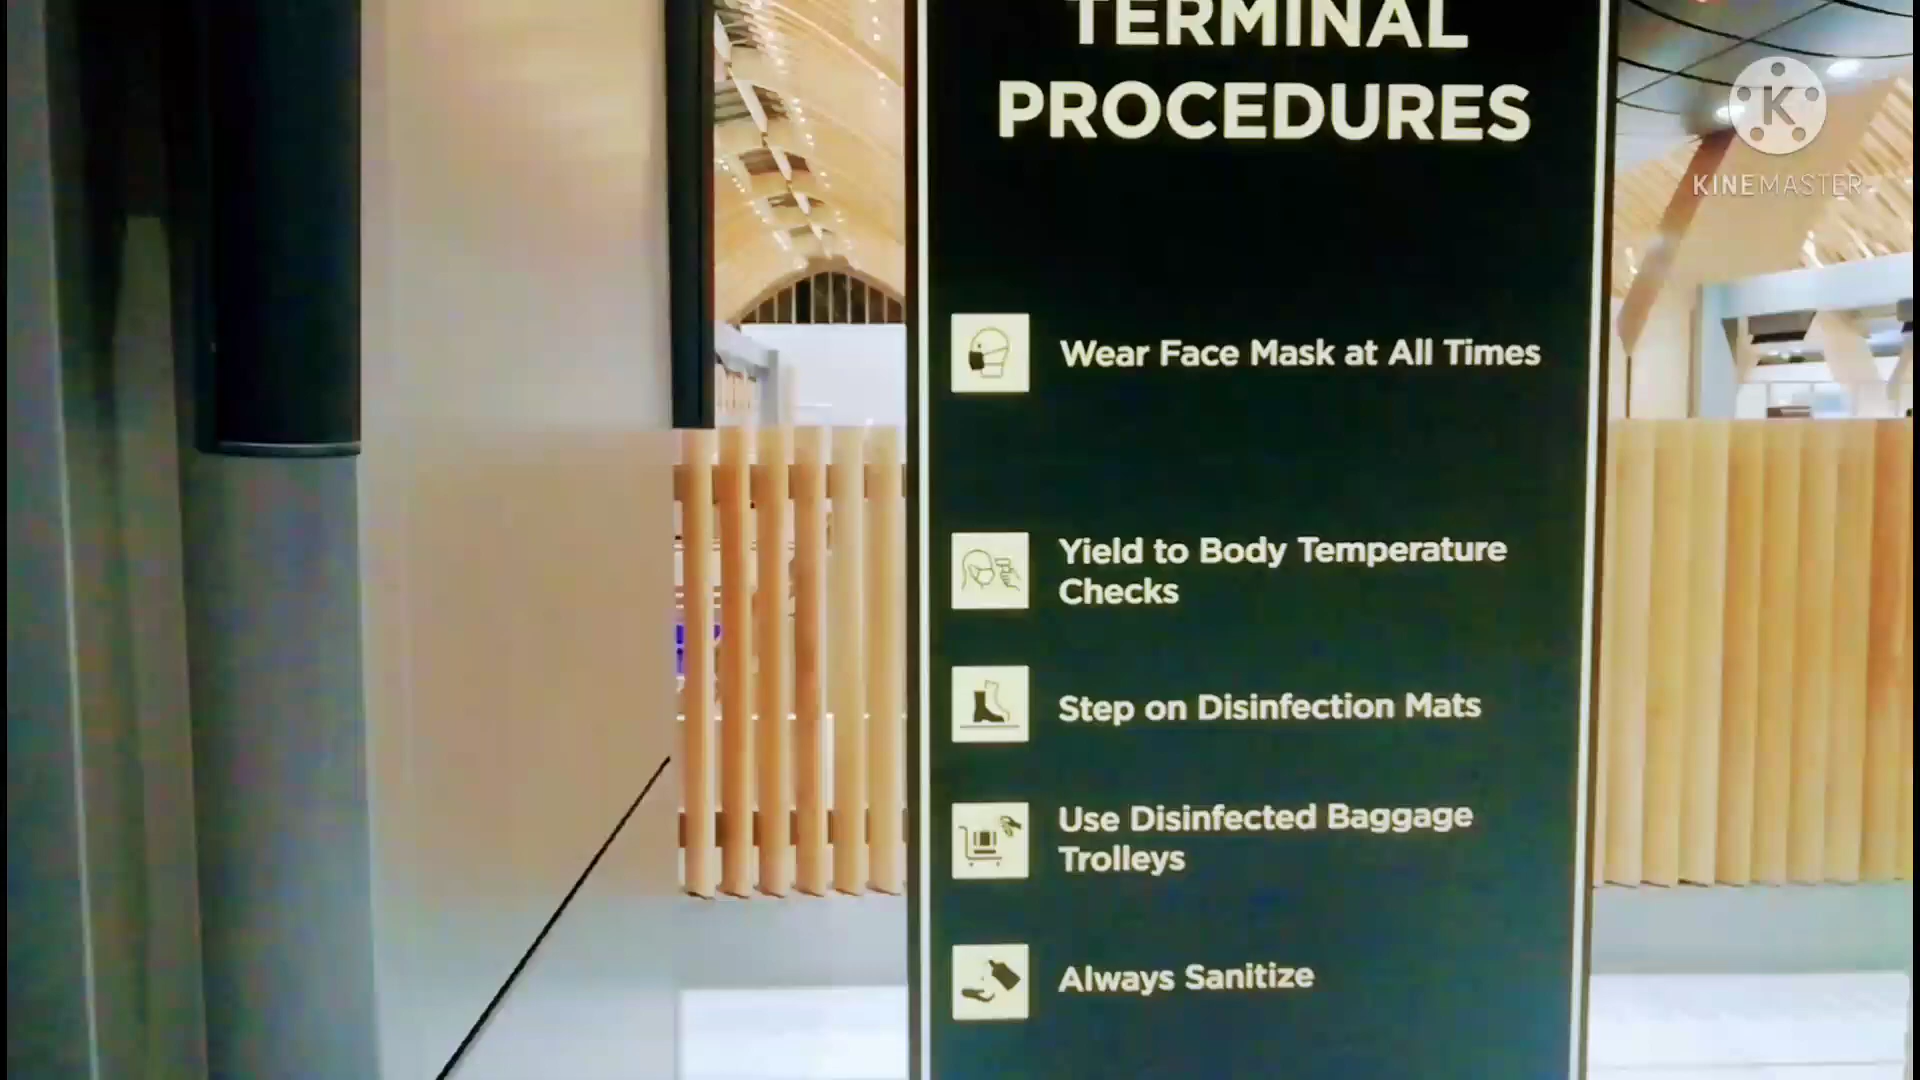 TERMINAL
PROCEDURES
K
KINEMASTER
Wear Face Mask at All Times
Yield to Body Temperature
Checks
Step on Disinfection Mats
Use Disinfected Baggage
Trolleys
Always Sanitize